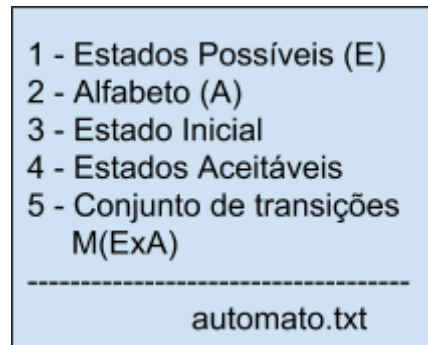 1 - Estados Possíveis (E)
2 - Alfabeto (A)
3 - Estado Inicial
4 - Estados Aceitáveis
5 - Conjunto de transições
M(ExA)
-----------------------------------
automato.txt